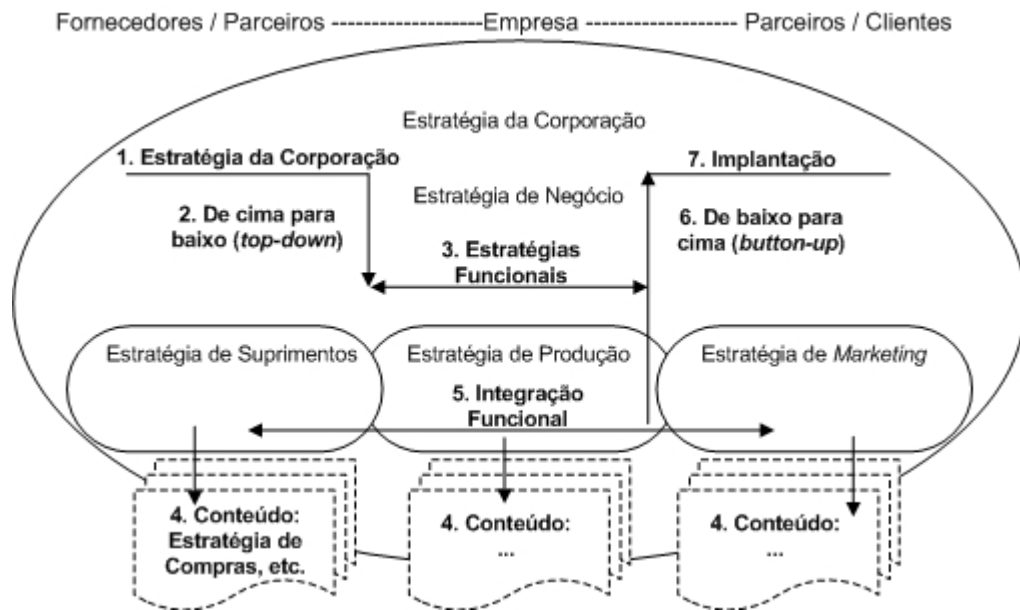 Fornecedores / Parceiros -------------------- Empresa ----------------- Parceiros / Clientes
Estratégia da Corporação
1. Estratégia da Corporação
7. Implantação
Estratégia de Negócio
2. De cima para
baixo (top-down)
6. De baixo para
cima (button-up)
3. Estratégias
Funcionais
Estratégia de Suprimentos
Estratégia de Produção
Estratégia de Marketing
5. Integração
Funcional
4. Conteúdo:
Estratégia de
Compras, etc.
4. Conteúdo:
...
4. Conteúdo:
...